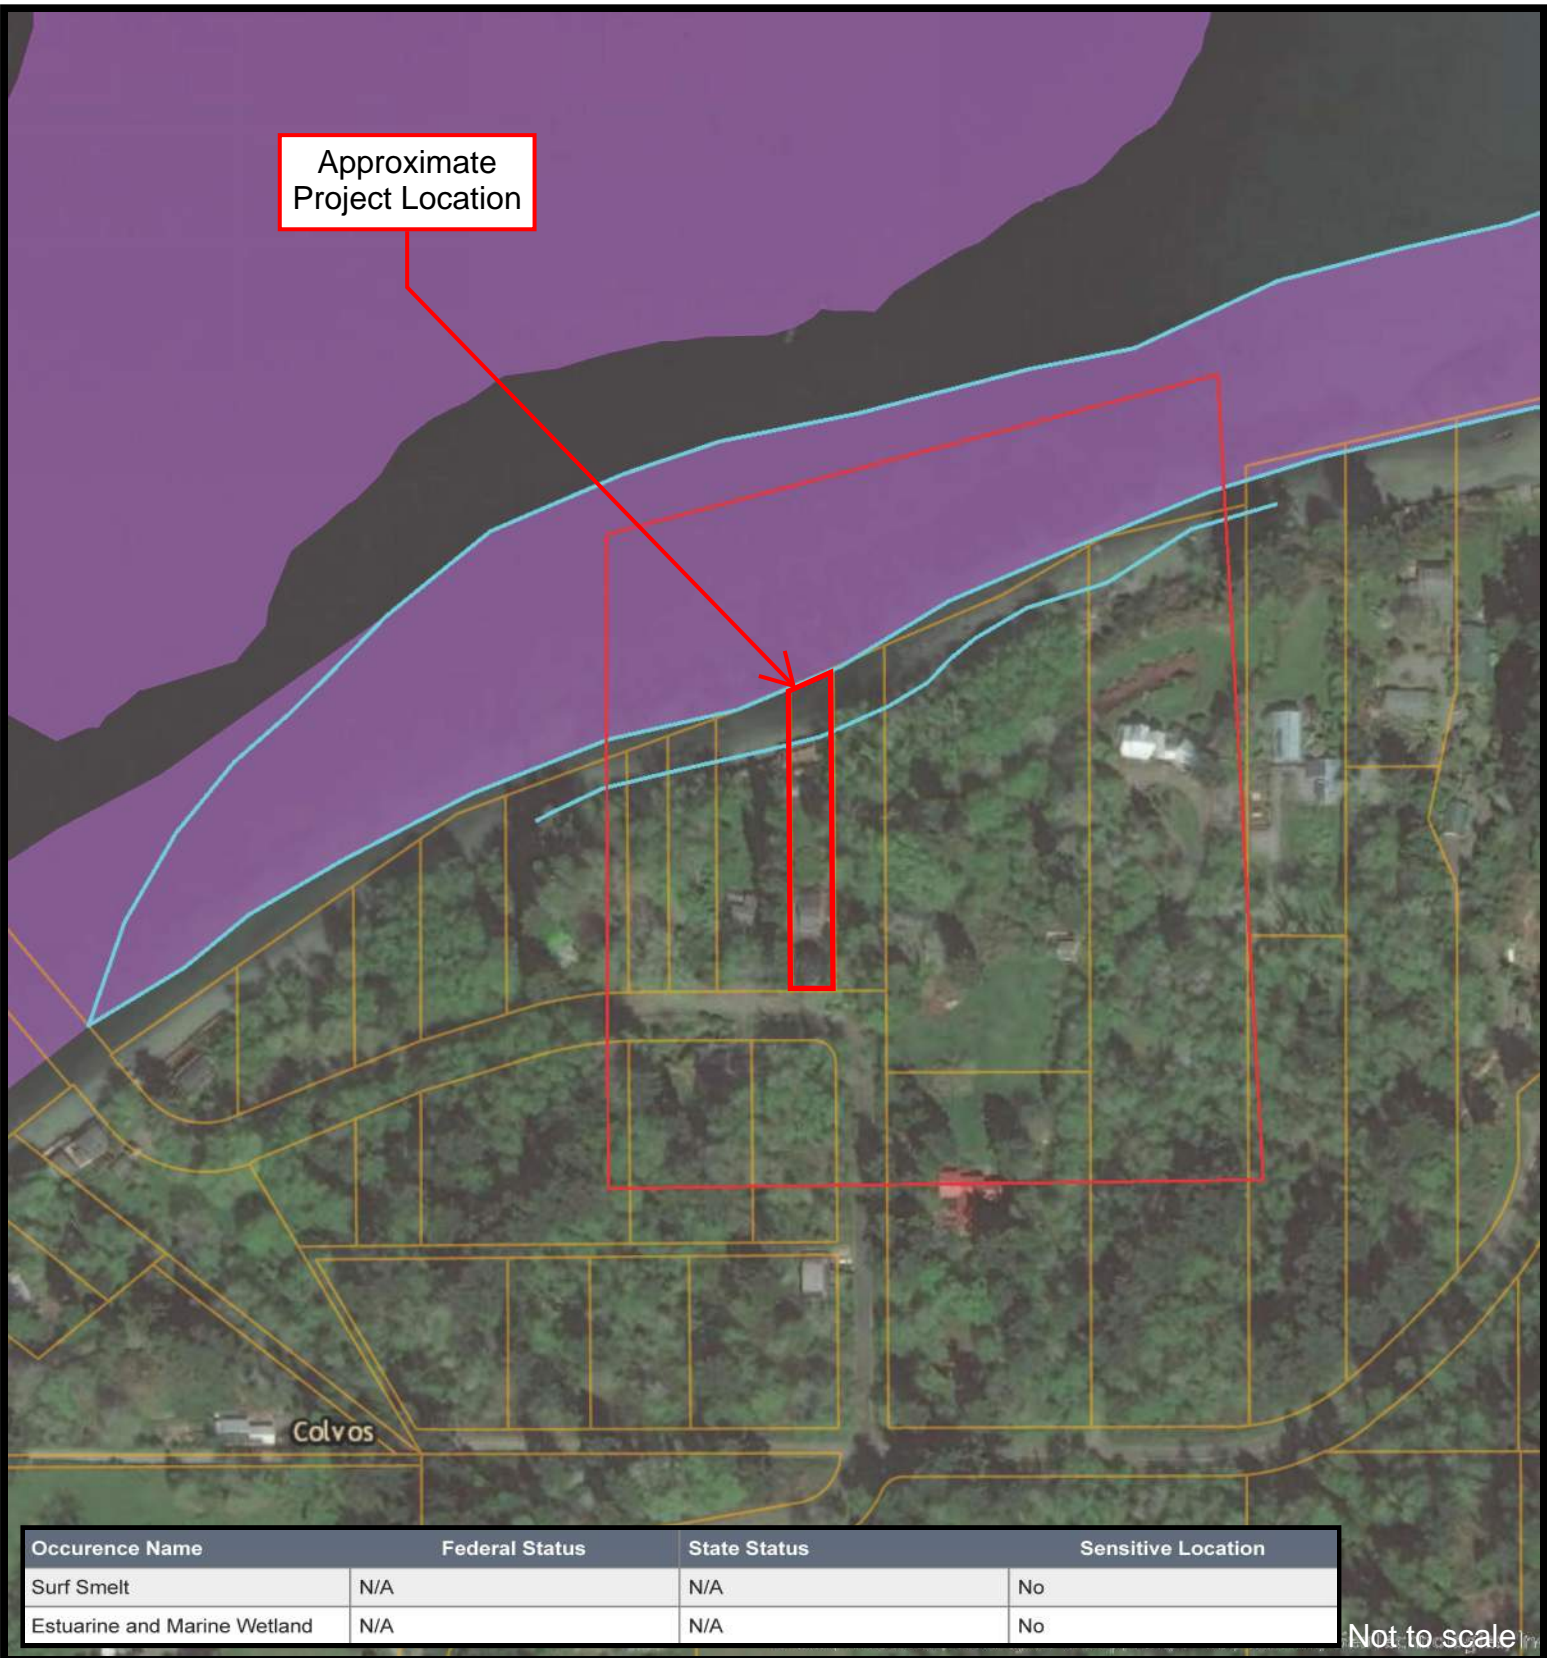 Approximate
Project Location
Colvos
Occurence Name Federal Status State Status Sensitive Location
Surf Smelt N/A N/A No
Estuarine and Marine Wetland N/A N/A No
Not to scale